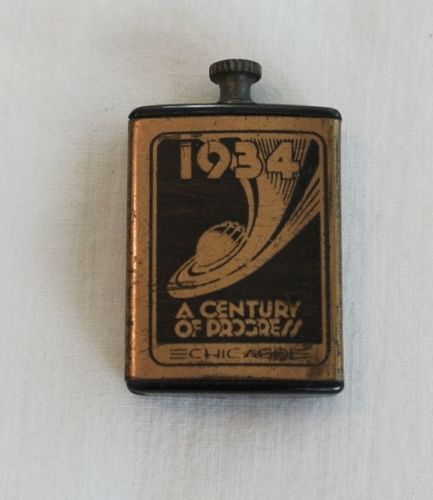 1934
A CENTURY
OF PROGRESS
CHICAGO